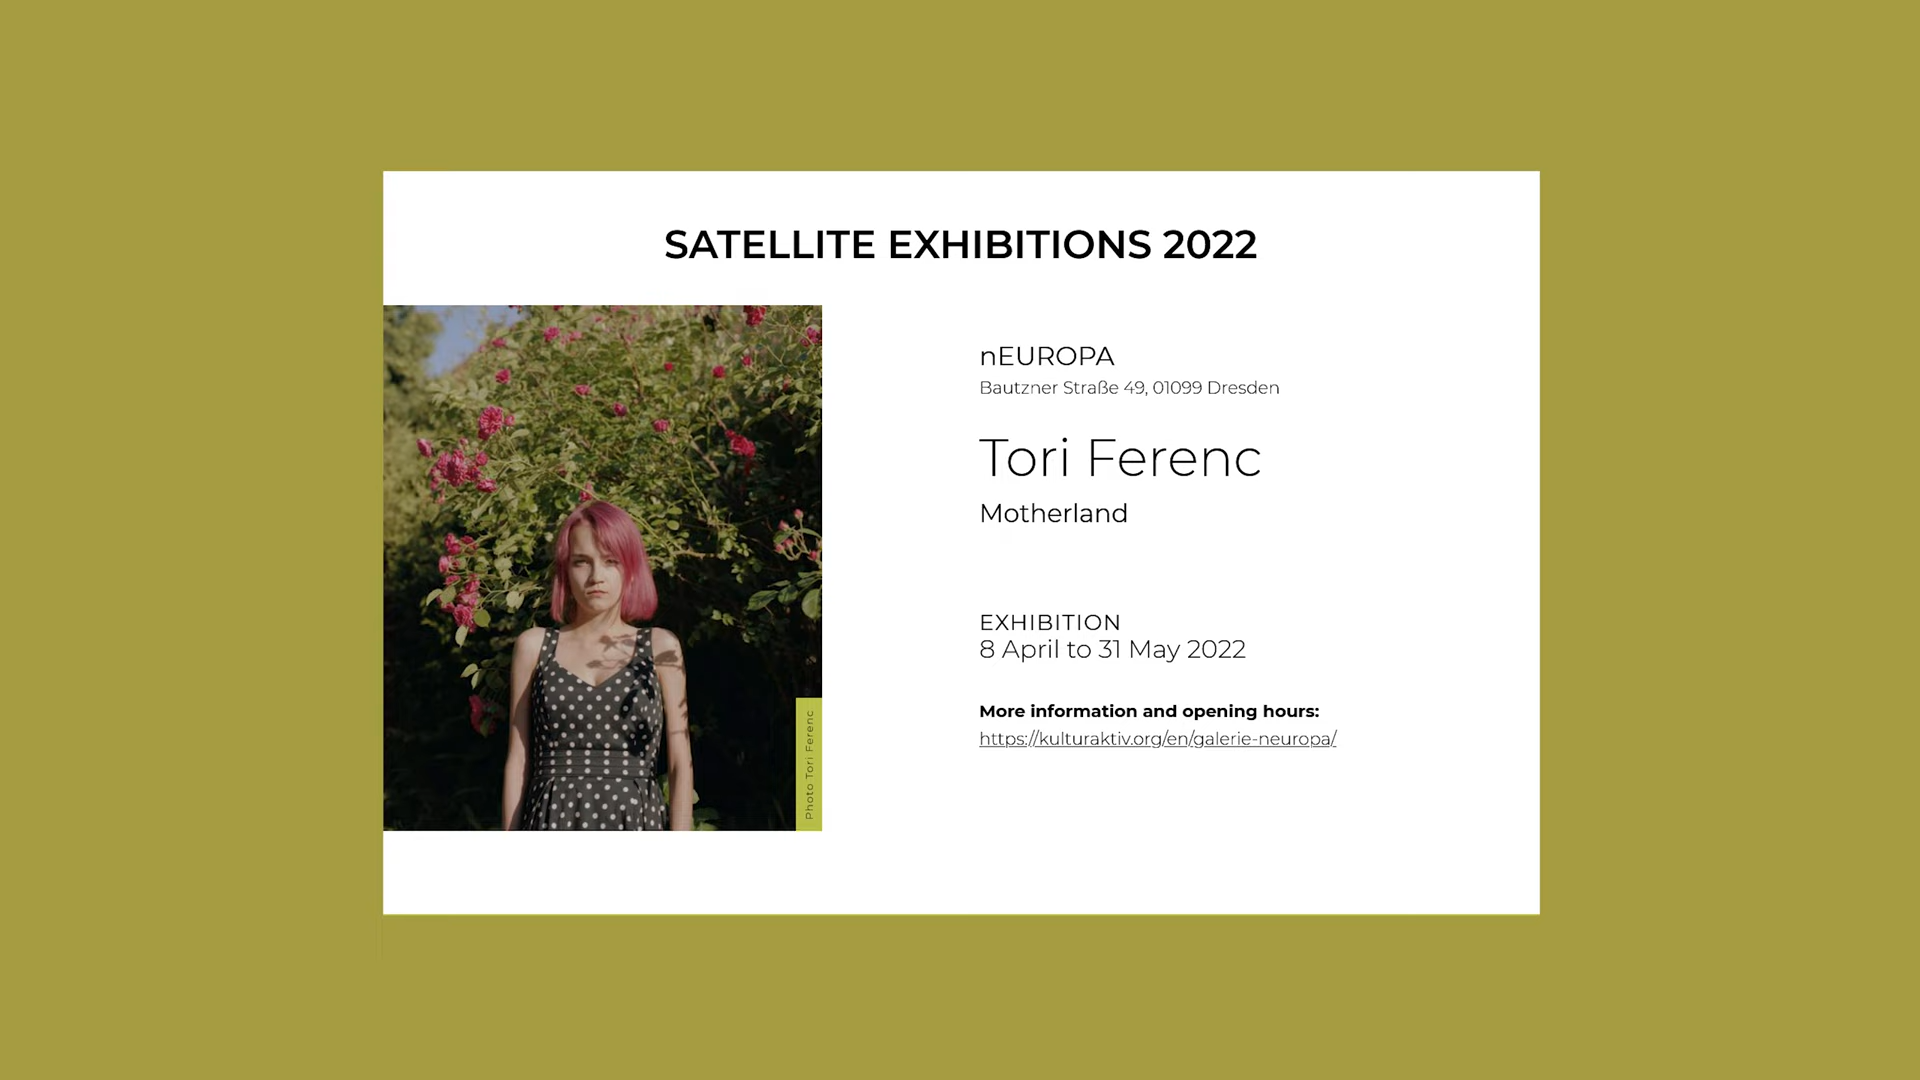 SATELLITE EXHIBITIONS 2022
nEUROPA
Bautzner Straße 49, 01099 Dresden
Tori Ferenc
Motherland
EXHIBITION
8 April to 31 May 2022
More information and opening hours:
https://kulturaktiv.org/en/galerie-neuropa/
Photo Tori Ferenc